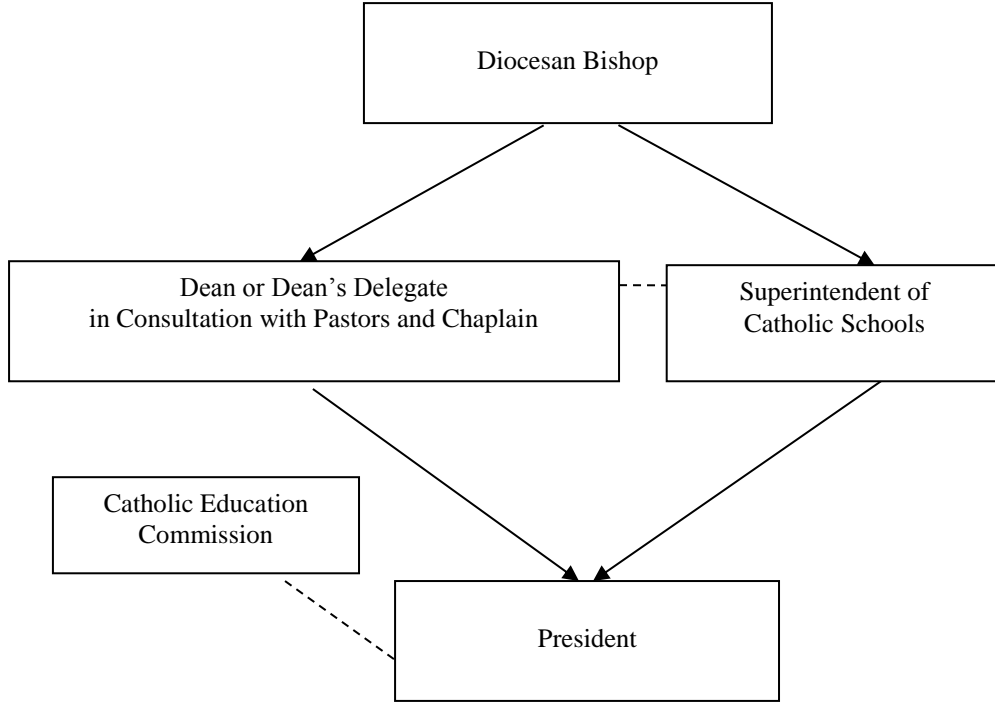 Diocesan Bishop
Dean or Dean’s Delegate
in Consultation with Pastors and Chaplain
Superintendent of
Catholic Schools
Catholic Education
Commission
President